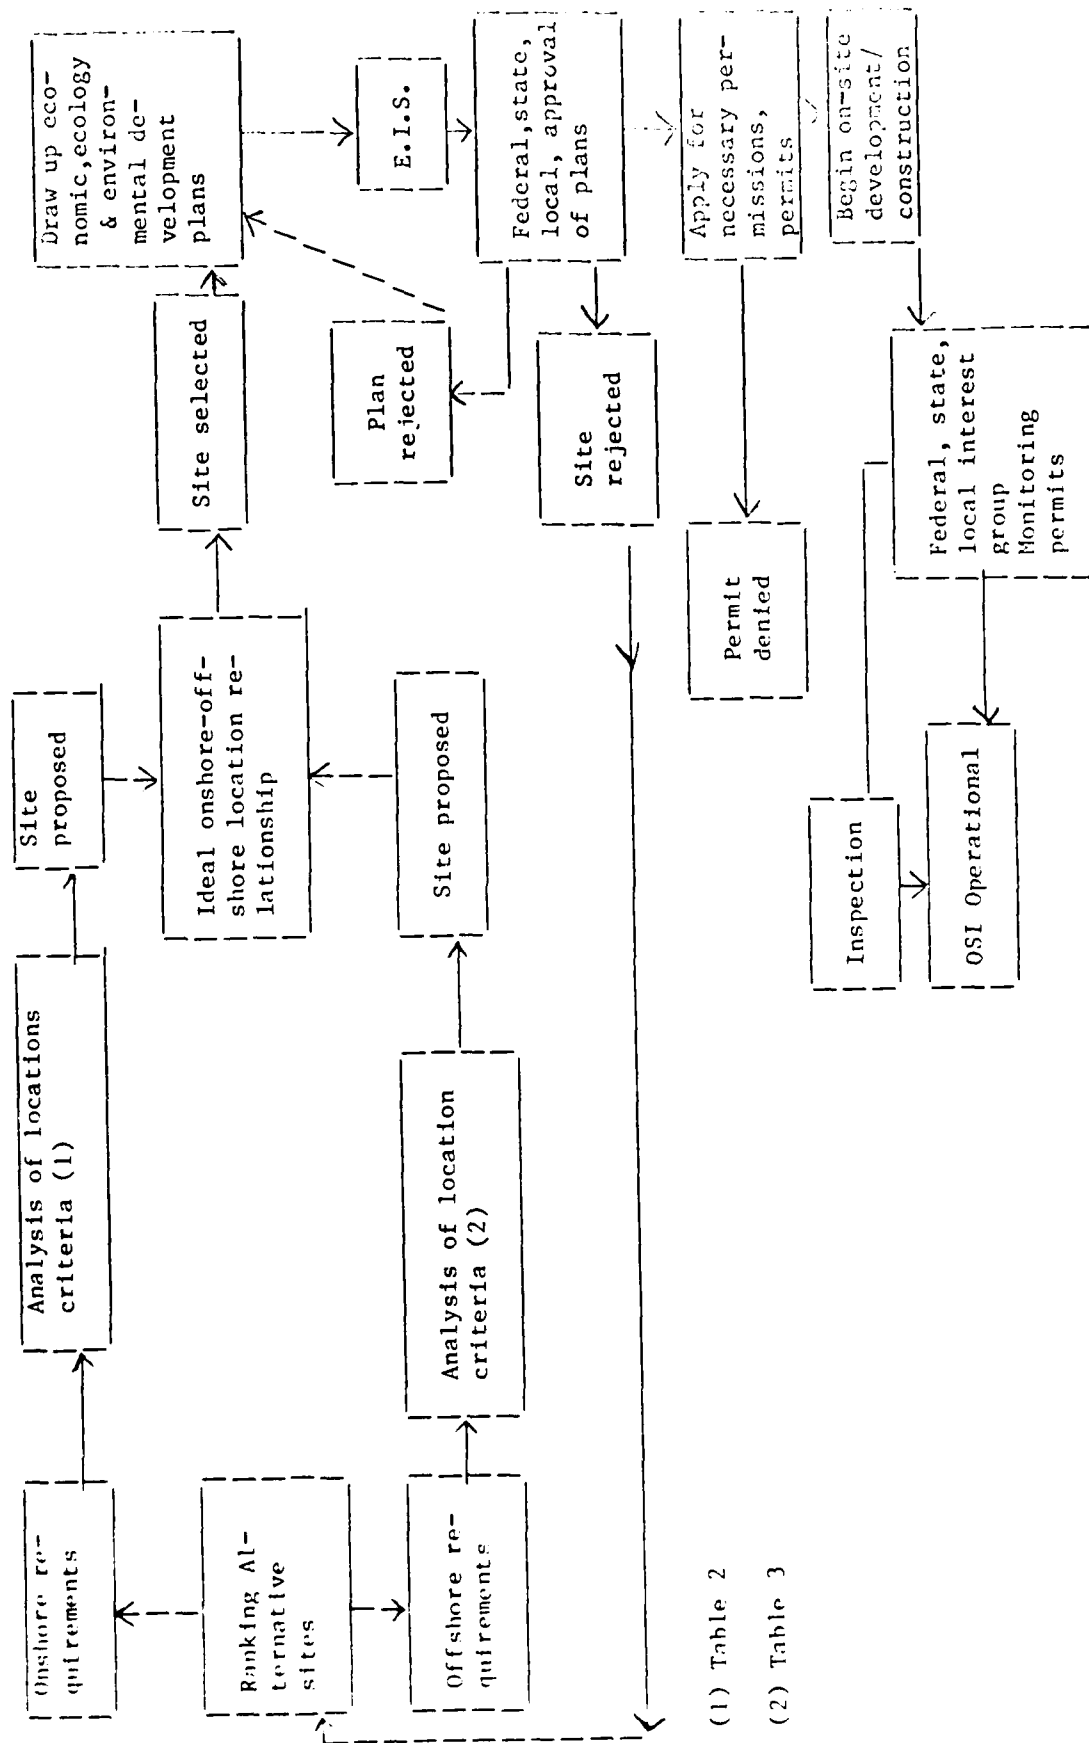 Onshore re-
quirements
Analysis of locations
criteria (1)
Site
proposed
Ranking Al-
ternative
sites
Ideal onshore-off-
shore location re-
lationship
Site selected
Draw up eco-
nomic,ecology
& environ-
mental de-
velopment
plans
Offshore re-
quirements
Analysis of location
criteria (2)
Site proposed
Plan
rejected
E.I.S.
Site
rejected
Federal,state,
local, approval
of plans
Permit
denied
Apply for
necessary per-
missions,
permits
Begin on-site
development/
construction
Inspection
Federal, state,
local interest
group
Monitoring
permits
OSI Operational
(1) Table 2
(2) Table 3